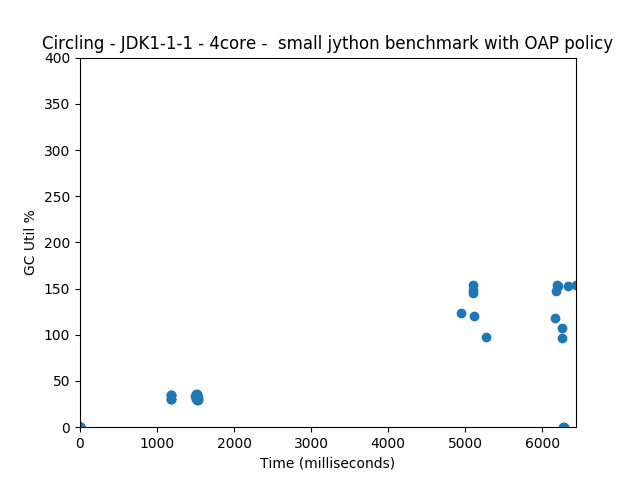 Circling - JDK1-1-1 - 4core -  small jython benchmark with OAP policy
400
350
300
250
200
150
100
50
0
GC Util %
0 1000 2000 3000 4000 5000 6000
Time (milliseconds)